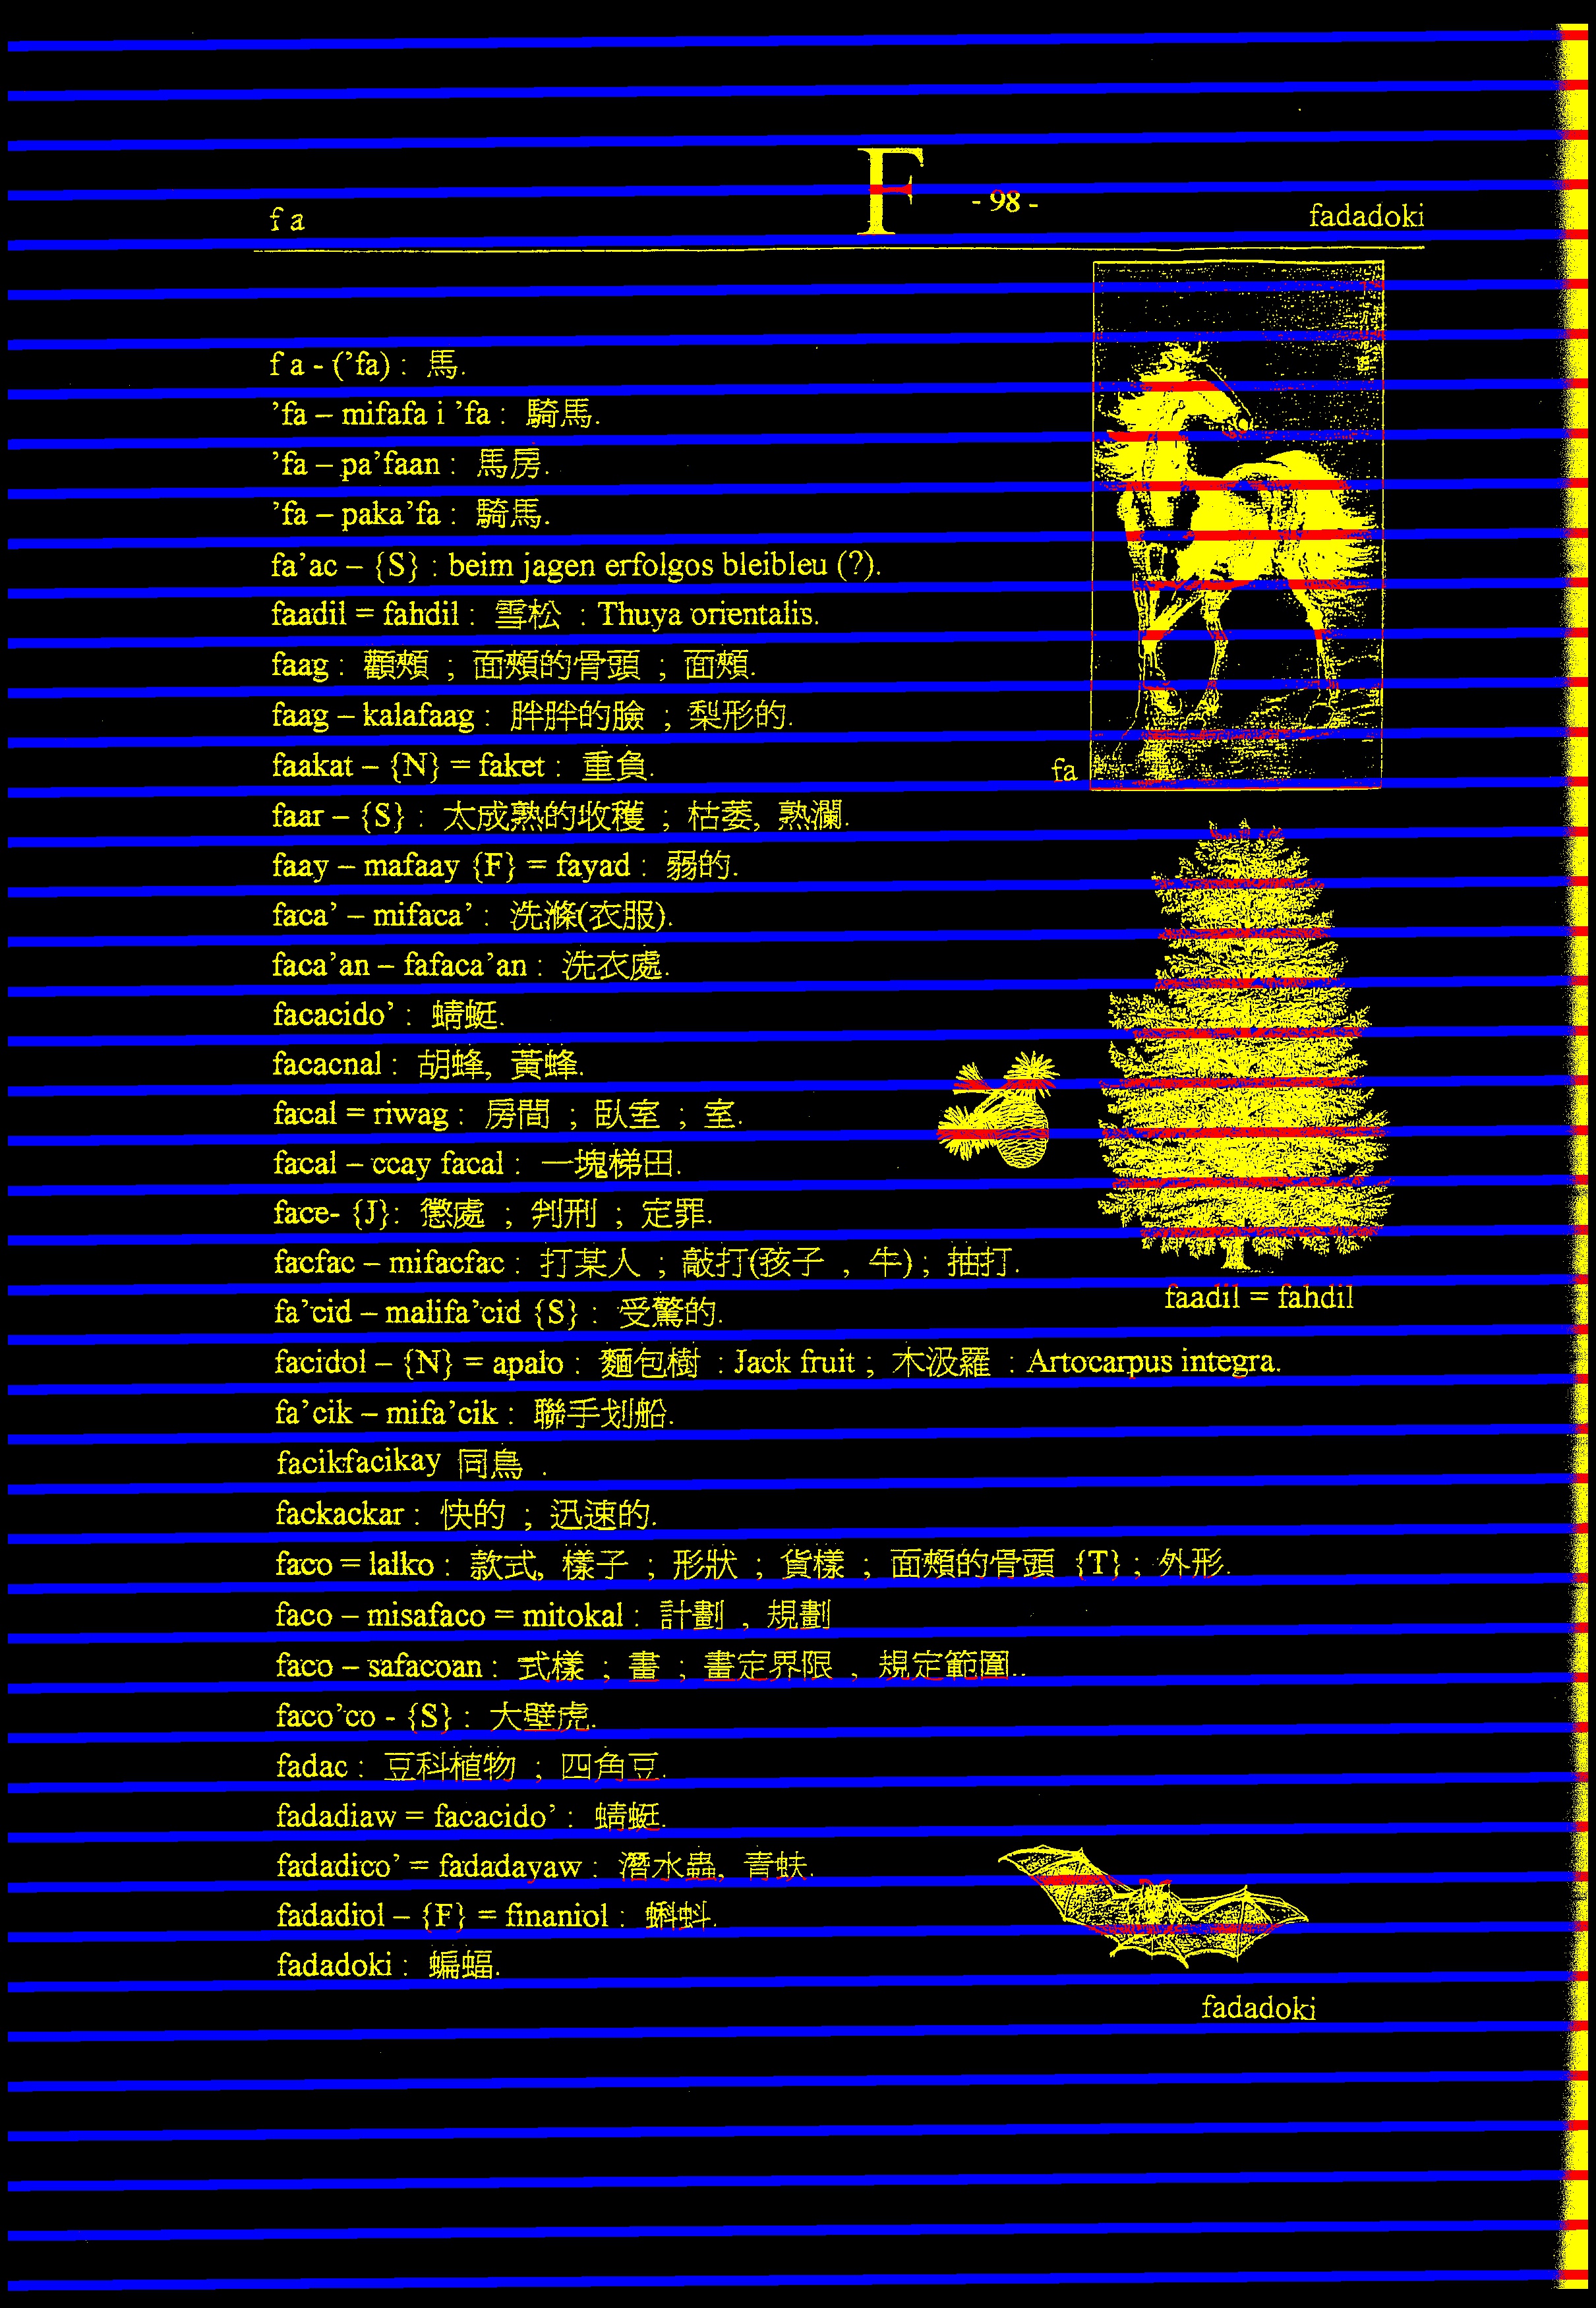 f a F - 98 - fadadoki
f a - (’fa) : 馬.
’fa – mifafa i ’fa : 騎馬.
’fa – pa’faan : 馬房.
’fa – paka’fa : 騎馬.
fa’ac – {S} : beim jagen erfolgos bleibleu (?).
faadil = fahdil : 雪松 : Thuya orientalis.
faag : 顴頰 ; 面頰的骨頭 ; 面頰.
faag – kalafaag : 胖胖的臉 ; 梨形的.
faakat – {N} = faket : 重負.
fa
faar – {S} : 太成熟的收穫 ; 枯萎, 熟瀾.
faay – mafaay {F} = fayad : 弱的.
faca’ – mifaca’ : 洗滌(衣服).
faca’an – fafaca’an : 洗衣處.
facacido’ : 蜻蜓.
facacnal : 胡蜂, 黃蜂.
facal = riwag : 房間 ; 臥室 ; 室.
facal – ccay facal : 一塊梯田.
face- {J}: 懲處 ; 判刑 ; 定罪.
facfac – mifacfac : 打某人 ; 敲打(孩子 , 牛) ; 抽打.
faadil = fahdil
fa’cid – malifa’cid {S} : 受驚的.
facidol – {N} = apalo : 麵包樹 : Jack fruit ; 木汲羅 : Artocarpus integra.
fa’cik – mifa’cik : 聯手划船.
facikfacikay 同鳥 .
fackackar : 快的 ; 迅速的.
faco = lalko : 款式, 樣子 ; 形狀 ; 貨樣 ; 面頰的骨頭 {T} ; 外形.
faco – misafaco = mitokal : 計劃 , 規劃
faco – safacoan : 式樣 ; 畫 ; 畫定界限 , 規定範圍..
faco’co - {S} : 大壁虎.
fadac : 豆科植物 ; 四角豆.
fadadiaw = facacido’ : 蜻蜓.
fadadico’ = fadadayaw : 潛水蟲, 青蚨.
fadadiol – {F} = finaniol : 蝌蚪.
fadadoki : 蝙蝠.
fadadoki